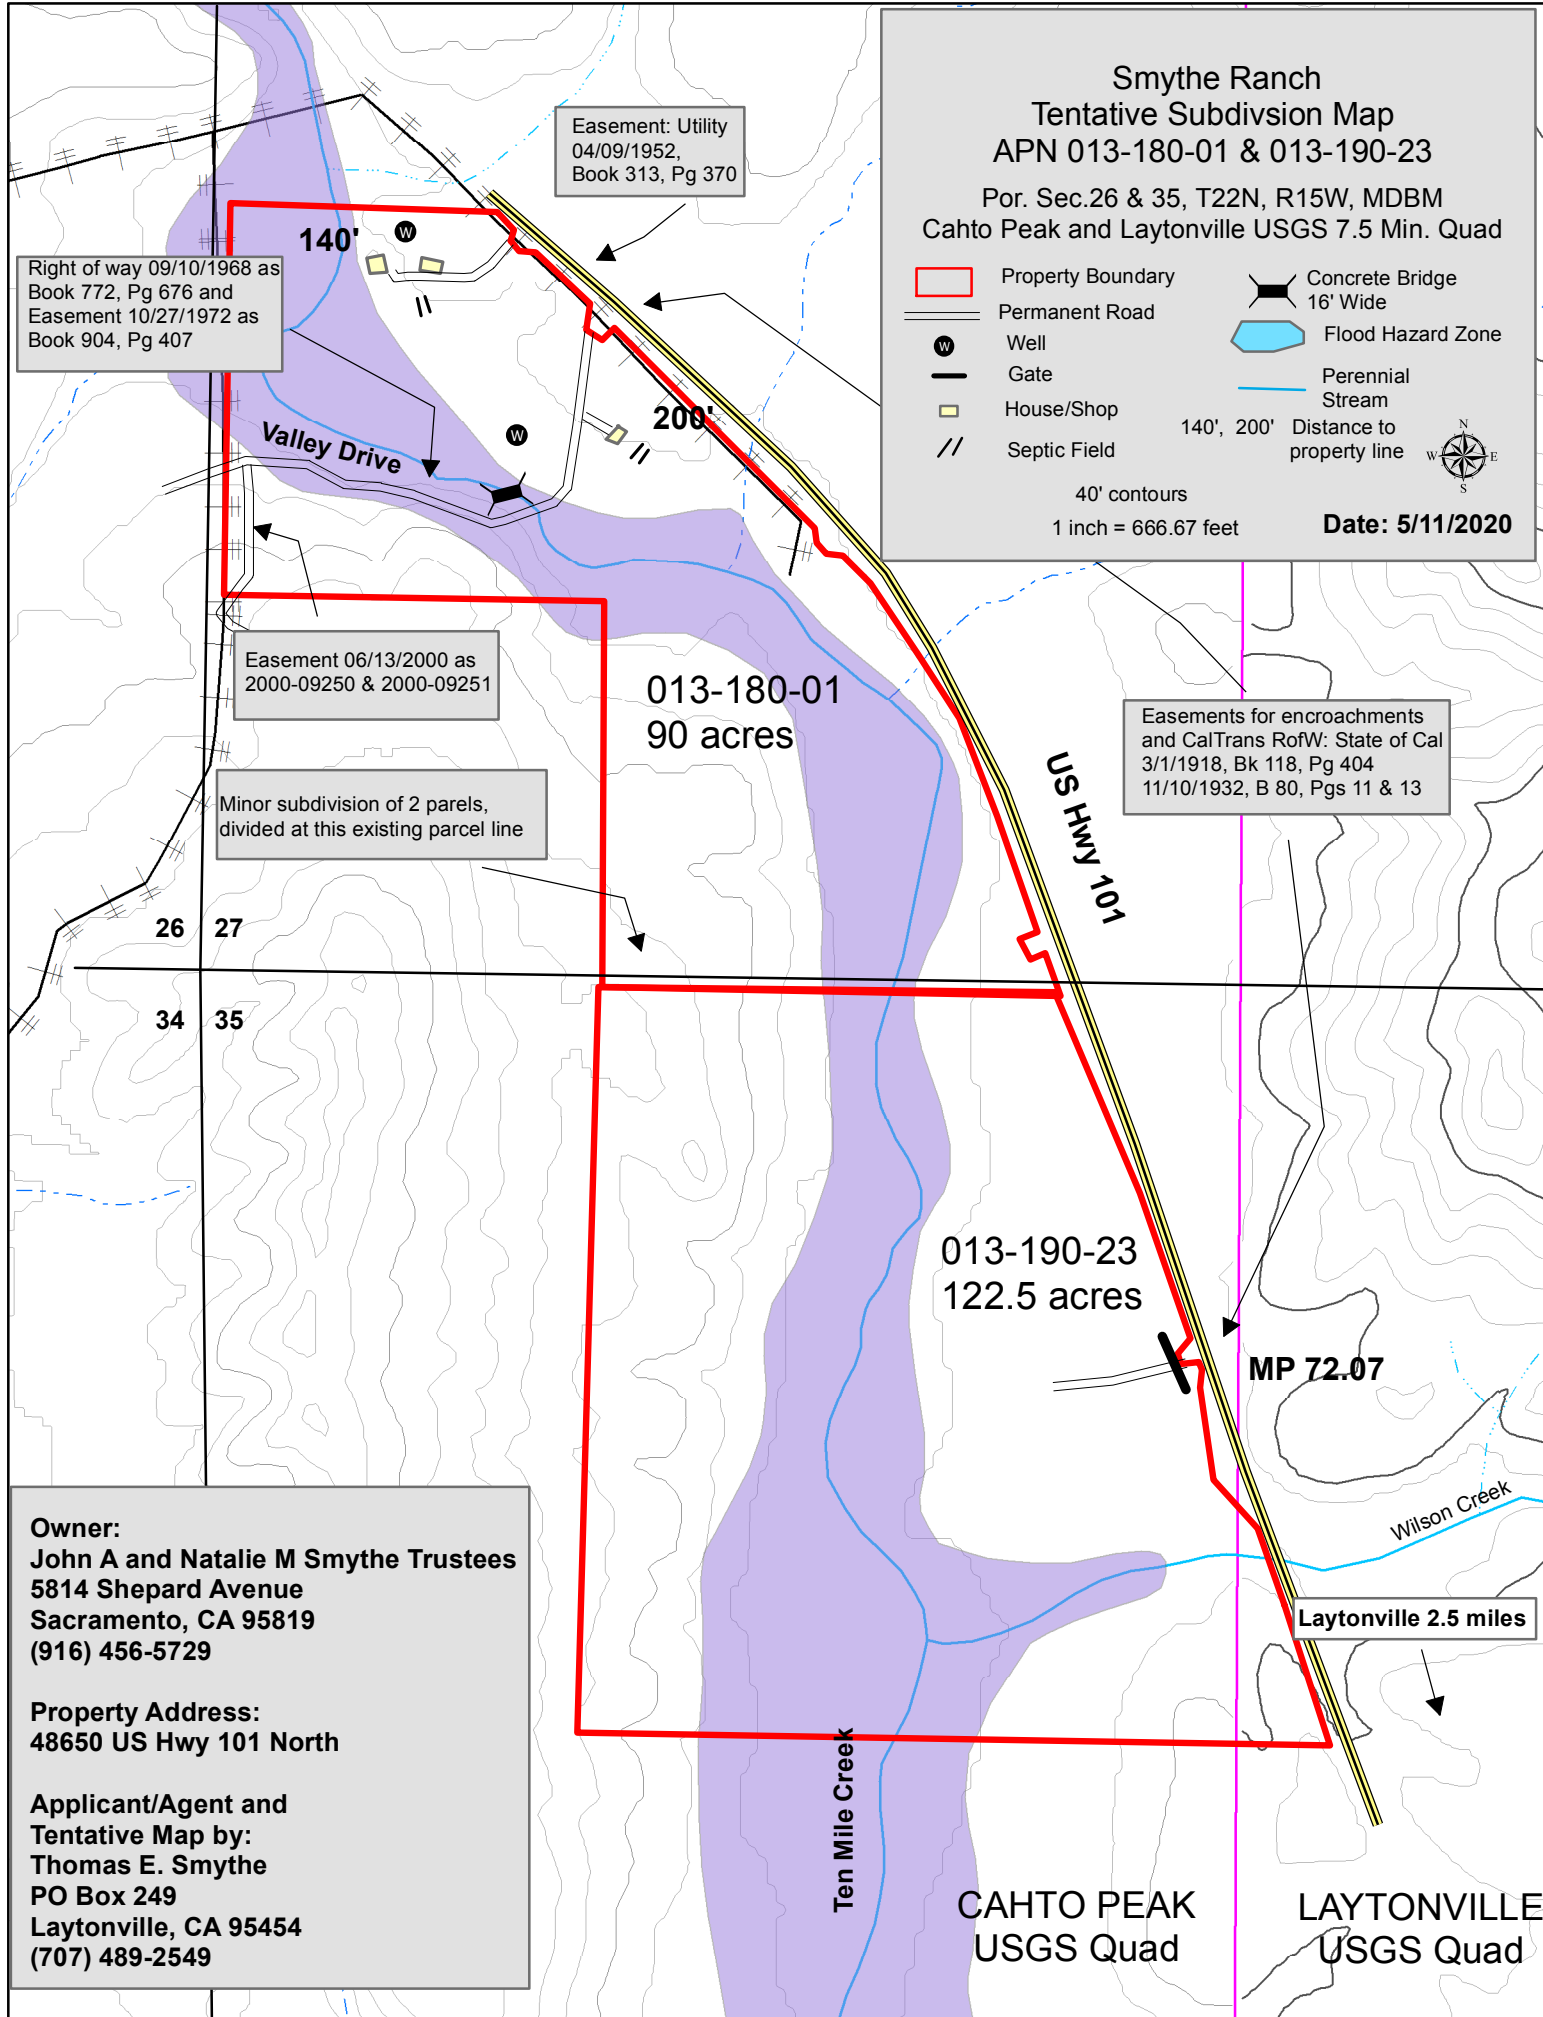 Smythe Ranch
Tentative Subdivsion Map
APN 013-180-01 & 013-190-23
Por. Sec.26 & 35, T22N, R15W, MDBM
Cahto Peak and Laytonville USGS 7.5 Min. Quad
Property Boundary
Permanent Road
W
Well
Gate
House/Shop
Septic Field
Concrete Bridge
16' Wide
Flood Hazard Zone
Perennial
Stream
140', 200' Distance to
property line
N
W E
S
40' contours
1 inch = 666.67 feet
Date: 5/11/2020
Easement: Utility
04/09/1952,
Book 313, Pg 370
140'
W
Right of way 09/10/1968 as
Book 772, Pg 676 and
Easement 10/27/1972 as
Book 904, Pg 407
200'
W
Valley Drive
Easement 06/13/2000 as
2000-09250 & 2000-09251
013-180-01
90 acres
Easements for encroachments
and CalTrans RofW: State of Cal
3/1/1918, Bk 118, Pg 404
11/10/1932, B 80, Pgs 11 & 13
US Hwy 101
Minor subdivision of 2 parels,
divided at this existing parcel line
26 27
34 35
013-190-23
122.5 acres
MP 72.07
Wilson Creek
Laytonville 2.5 miles
Owner:
John A and Natalie M Smythe Trustees
5814 Shepard Avenue
Sacramento, CA 95819
(916) 456-5729
Property Address:
48650 US Hwy 101 North
Applicant/Agent and
Tentative Map by:
Thomas E. Smythe
PO Box 249
Laytonville, CA 95454
(707) 489-2549
Ten Mile Creek
CAHTO PEAK
USGS Quad
LAYTONVILLE
USGS Quad